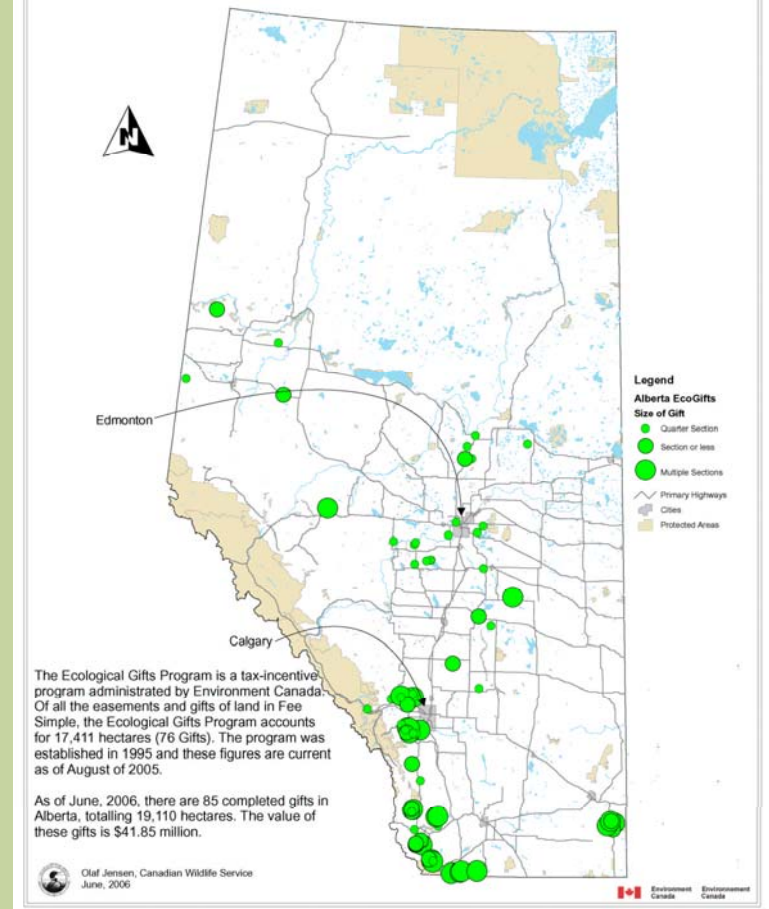 N
Edmonton
Legend
Alberta EcoGifts
Size of Gift
Quarter Section
Section or less
Multiple Sections
Primary Highways
Cities
Protected Areas
Calgary
The Ecological Gifts Program is a tax-incentive
program administrated by Environment Canada.
Of all the easements and gifts of land in Fee
Simple, the Ecological Gifts Program accounts
for 17,411 hectares (76 Gifts). The program was
established in 1995 and these figures are current
as of August of 2005.
As of June, 2006, there are 85 completed gifts in
Alberta, totalling 19,110 hectares. The value of
these gifts is $41.85 million.
Olaf Jensen, Canadian Wildlife Service
June, 2006
Environment Canada
Environnement Canada